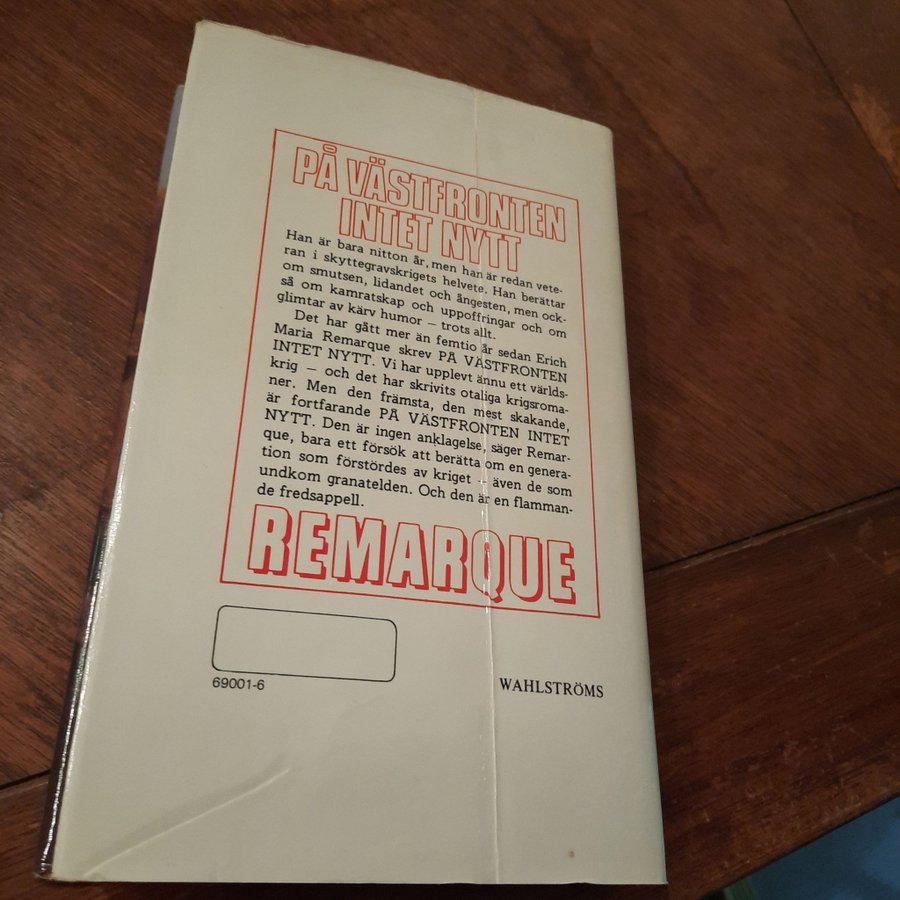 PÅ VÄSTFRONTEN
INTET NYTT
Han är bara nitton år, men han är redan vete-
ran i skyttegravskrigets helvete. Han berättar
om smutsen, lidandet och ångesten, men ock-
så om kamratskap och uppoffringar och om
glimtar av kärv humor – trots allt.
Det har gått mer än femtio år sedan Erich
Maria Remarque skrev PÅ VÄSTFRONTEN
INTET NYTT. Vi har upplevt ännu ett världs-
krig – och det har skrivits otaliga krigsroma-
ner. Men den främsta, den mest skakande,
är fortfarande PÅ VÄSTFRONTEN INTET
NYTT. Den är ingen anklagelse, säger Remar-
que, bara ett försök att berätta om en genera-
tion som förstördes av kriget – även de som
undkom granatelden. Och den är en flamman-
de fredsappell.
REMARQUE
69001-6
WAHLSTRÖMS